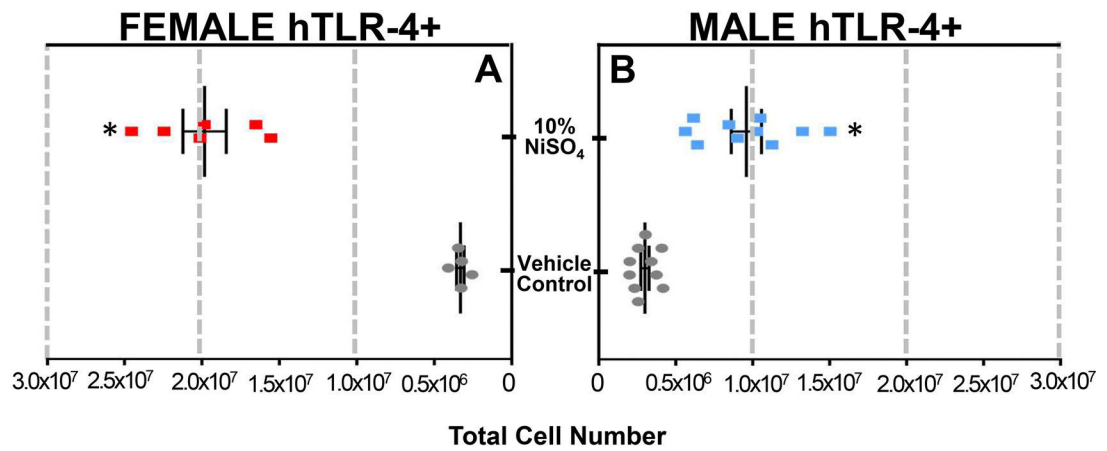 FEMALE hTLR-4+
MALE hTLR-4+
A
B
*
*
10%
NiSO₄
Vehicle
Control
3.0x10⁷ 2.5x10⁷ 2.0x10⁷ 1.5x10⁷ 1.0x10⁷ 0.5x10⁶ 0
0 0.5x10⁶ 1.0x10⁷ 1.5x10⁷ 2.0x10⁷ 2.5x10⁷ 3.0x10⁷
Total Cell Number